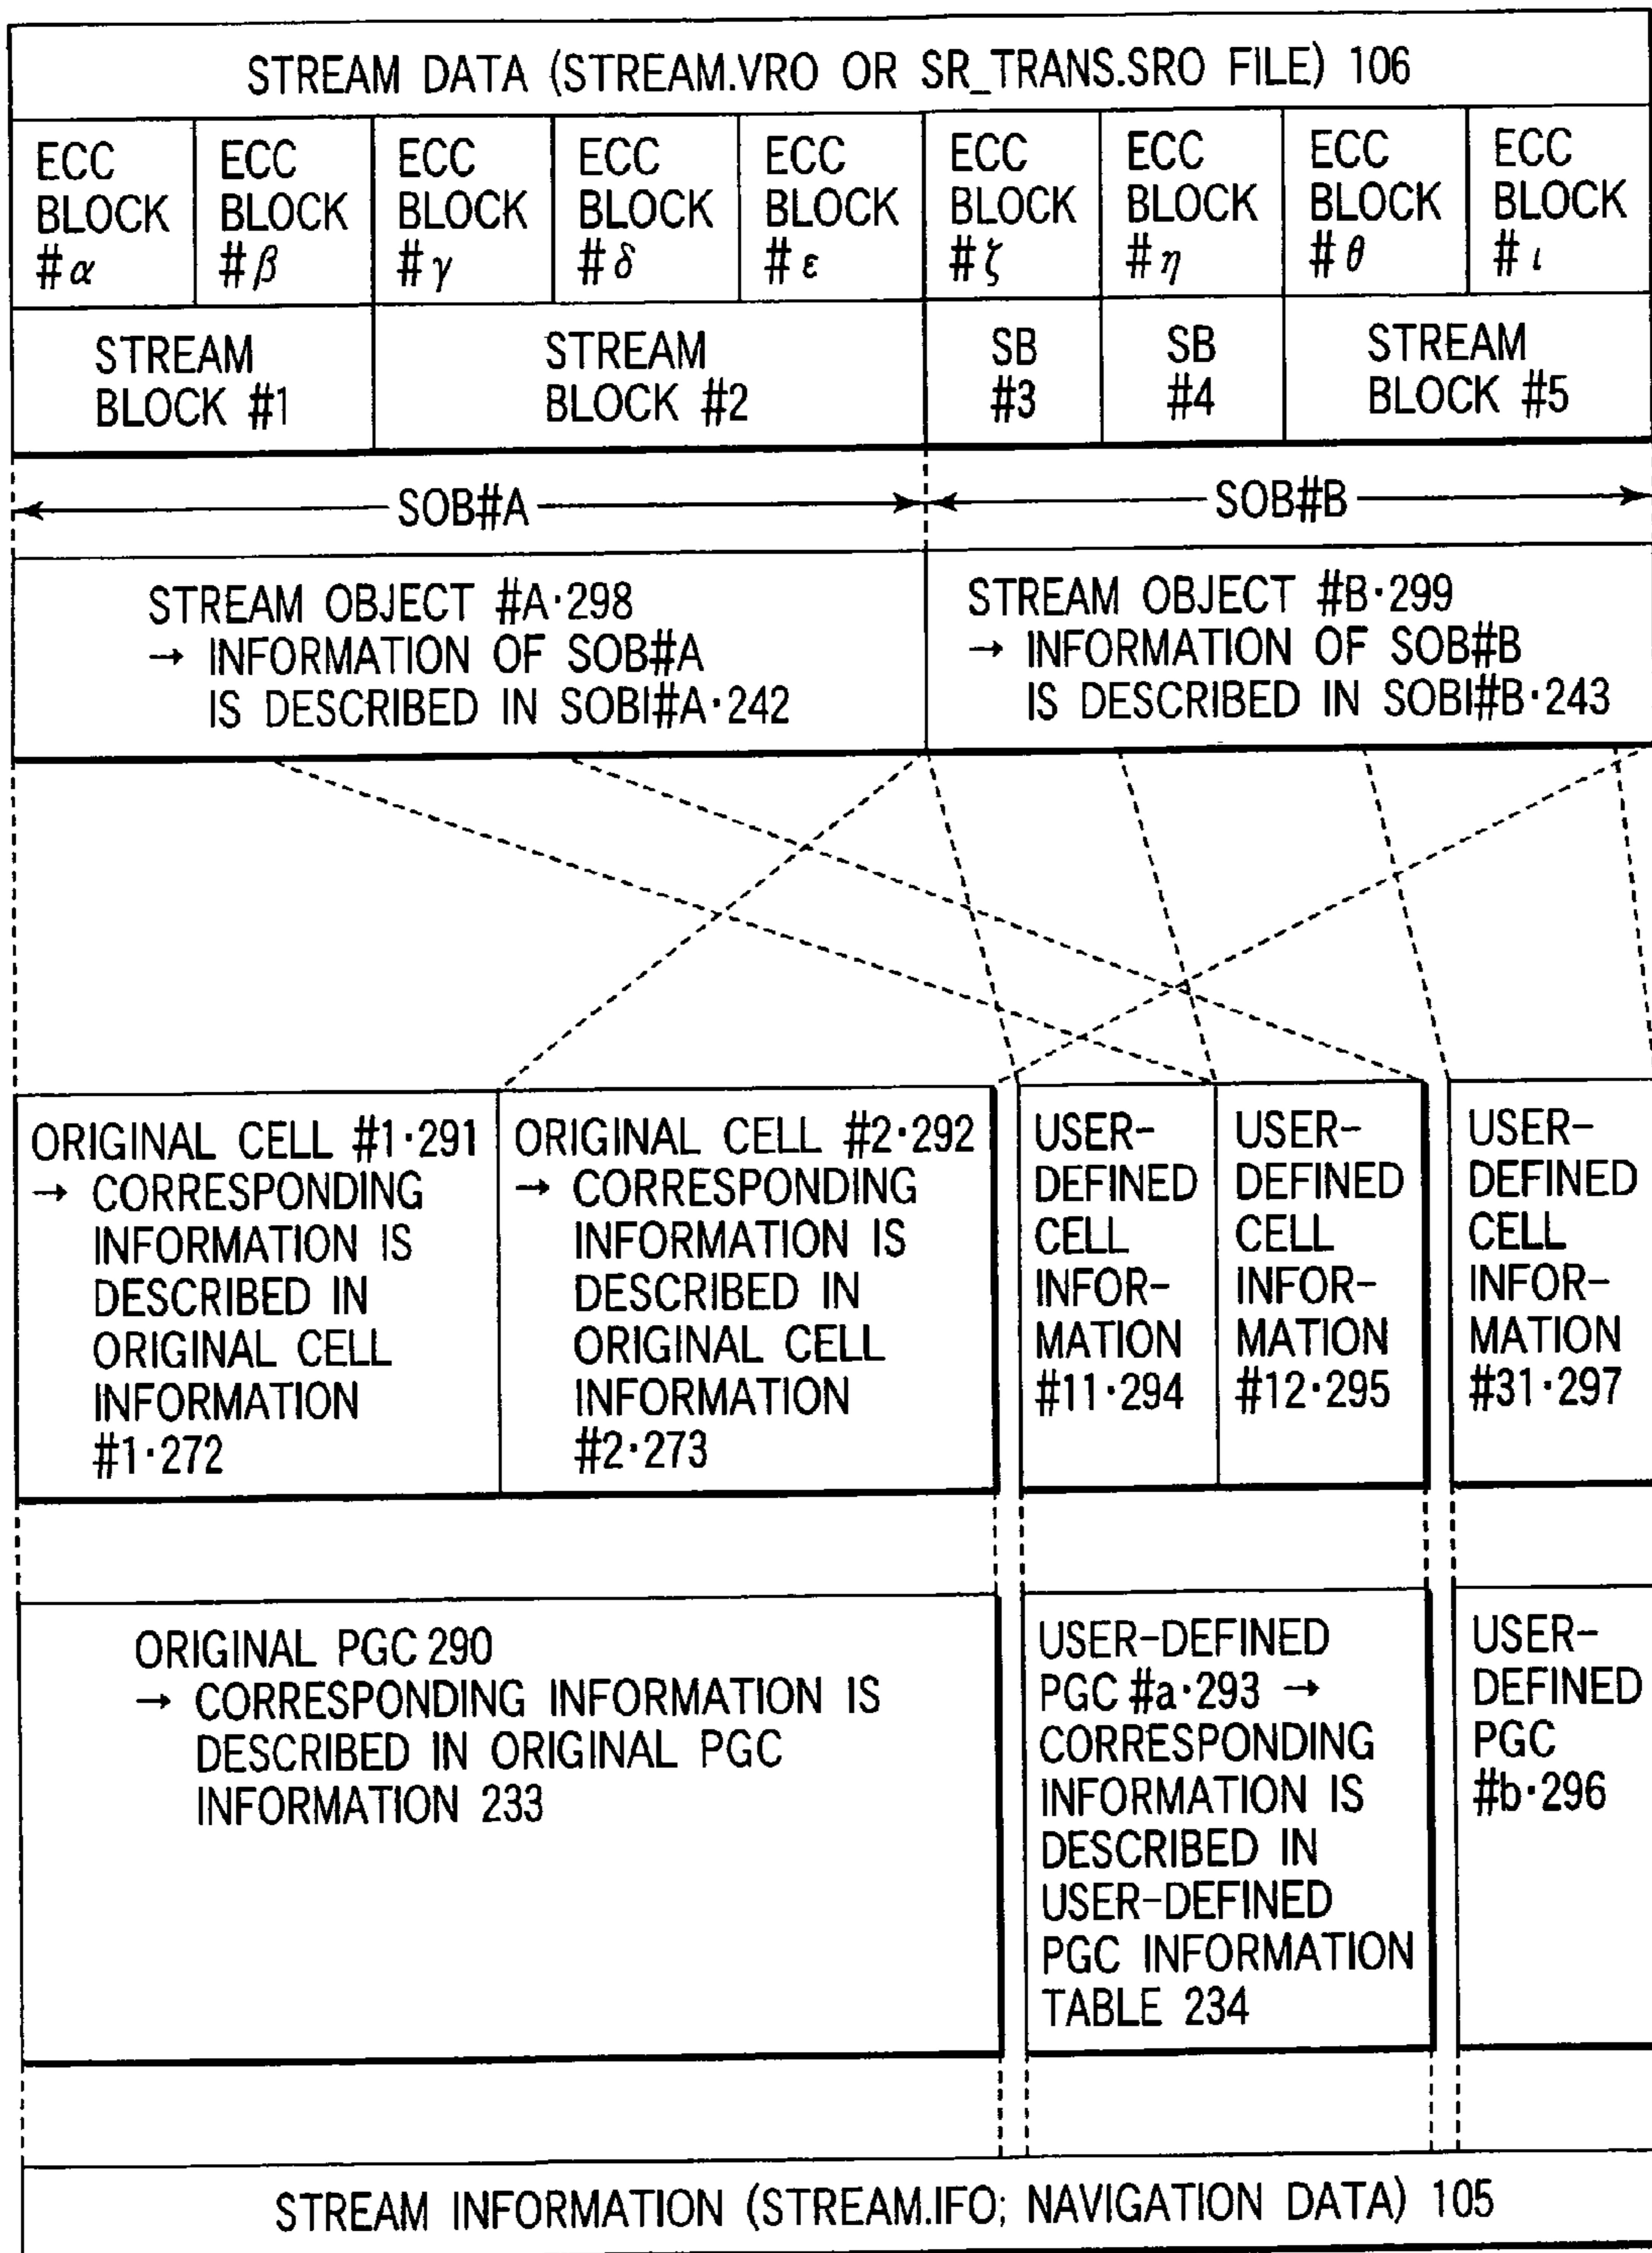 STREAM DATA (STREAM.VRO OR SR_TRANS.SRO FILE) 106
ECC
BLOCK
#α
ECC
BLOCK
#β
ECC
BLOCK
#γ
ECC
BLOCK
#δ
ECC
BLOCK
#ε
ECC
BLOCK
#ζ
ECC
BLOCK
#η
ECC
BLOCK
#θ
ECC
BLOCK
#ι
STREAM
BLOCK #1
STREAM
BLOCK #2
SB
#3
SB
#4
STREAM
BLOCK #5
SOB#A
SOB#B
STREAM OBJECT #A·298
→ INFORMATION OF SOB#A
IS DESCRIBED IN SOBI#A·242
STREAM OBJECT #B·299
→ INFORMATION OF SOB#B
IS DESCRIBED IN SOBI#B·243
ORIGINAL CELL #1·291
→ CORRESPONDING
INFORMATION IS
DESCRIBED IN
ORIGINAL CELL
INFORMATION
#1·272
ORIGINAL CELL #2·292
→ CORRESPONDING
INFORMATION IS
DESCRIBED IN
ORIGINAL CELL
INFORMATION
#2·273
USER-
DEFINED
CELL
INFOR-
MATION
#11·294
USER-
DEFINED
CELL
INFOR-
MATION
#12·295
USER-
DEFINED
CELL
INFOR-
MATION
#31·297
ORIGINAL PGC 290
→ CORRESPONDING INFORMATION IS
DESCRIBED IN ORIGINAL PGC
INFORMATION 233
USER-DEFINED
PGC #a·293 →
CORRESPONDING
INFORMATION IS
DESCRIBED IN
USER-DEFINED
PGC INFORMATION
TABLE 234
USER-
DEFINED
PGC
#b·296
STREAM INFORMATION (STREAM.IFO; NAVIGATION DATA) 105